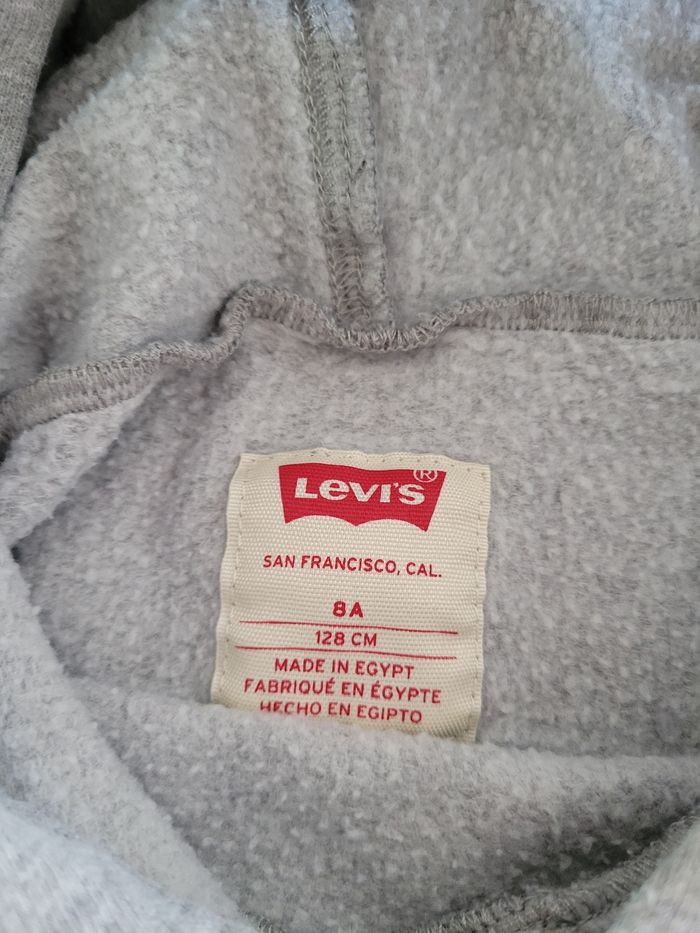 LEVI'S ®
SAN FRANCISCO, CAL.
8A
128 CM
MADE IN EGYPT
FABRIQUÉ EN ÉGYPTE
HECHO EN EGIPTO